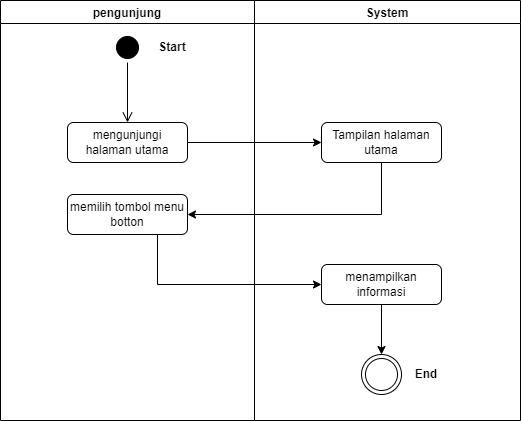 pengunjung
System
Start
mengunjungi
halaman utama
Tampilan halaman
utama
memilih tombol menu
botton
menampilkan
informasi
End